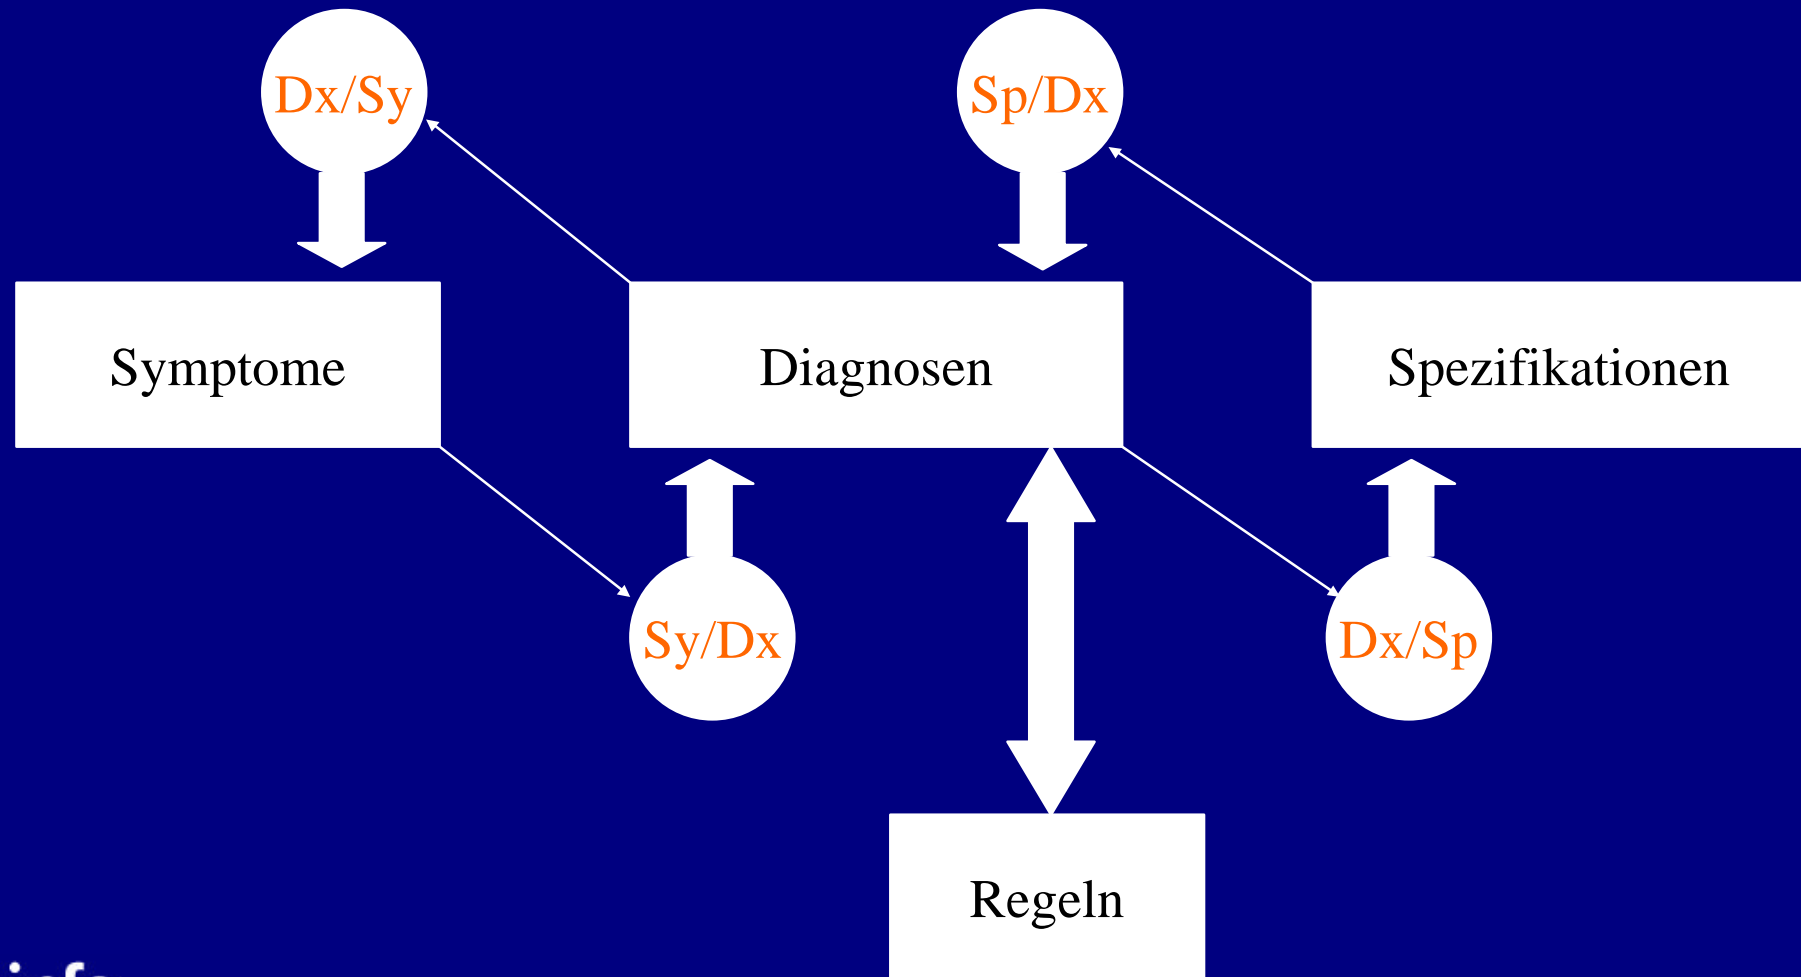 Dx/Sy
Sp/Dx
Symptome
Diagnosen
Spezifikationen
Sy/Dx
Dx/Sp
Regeln